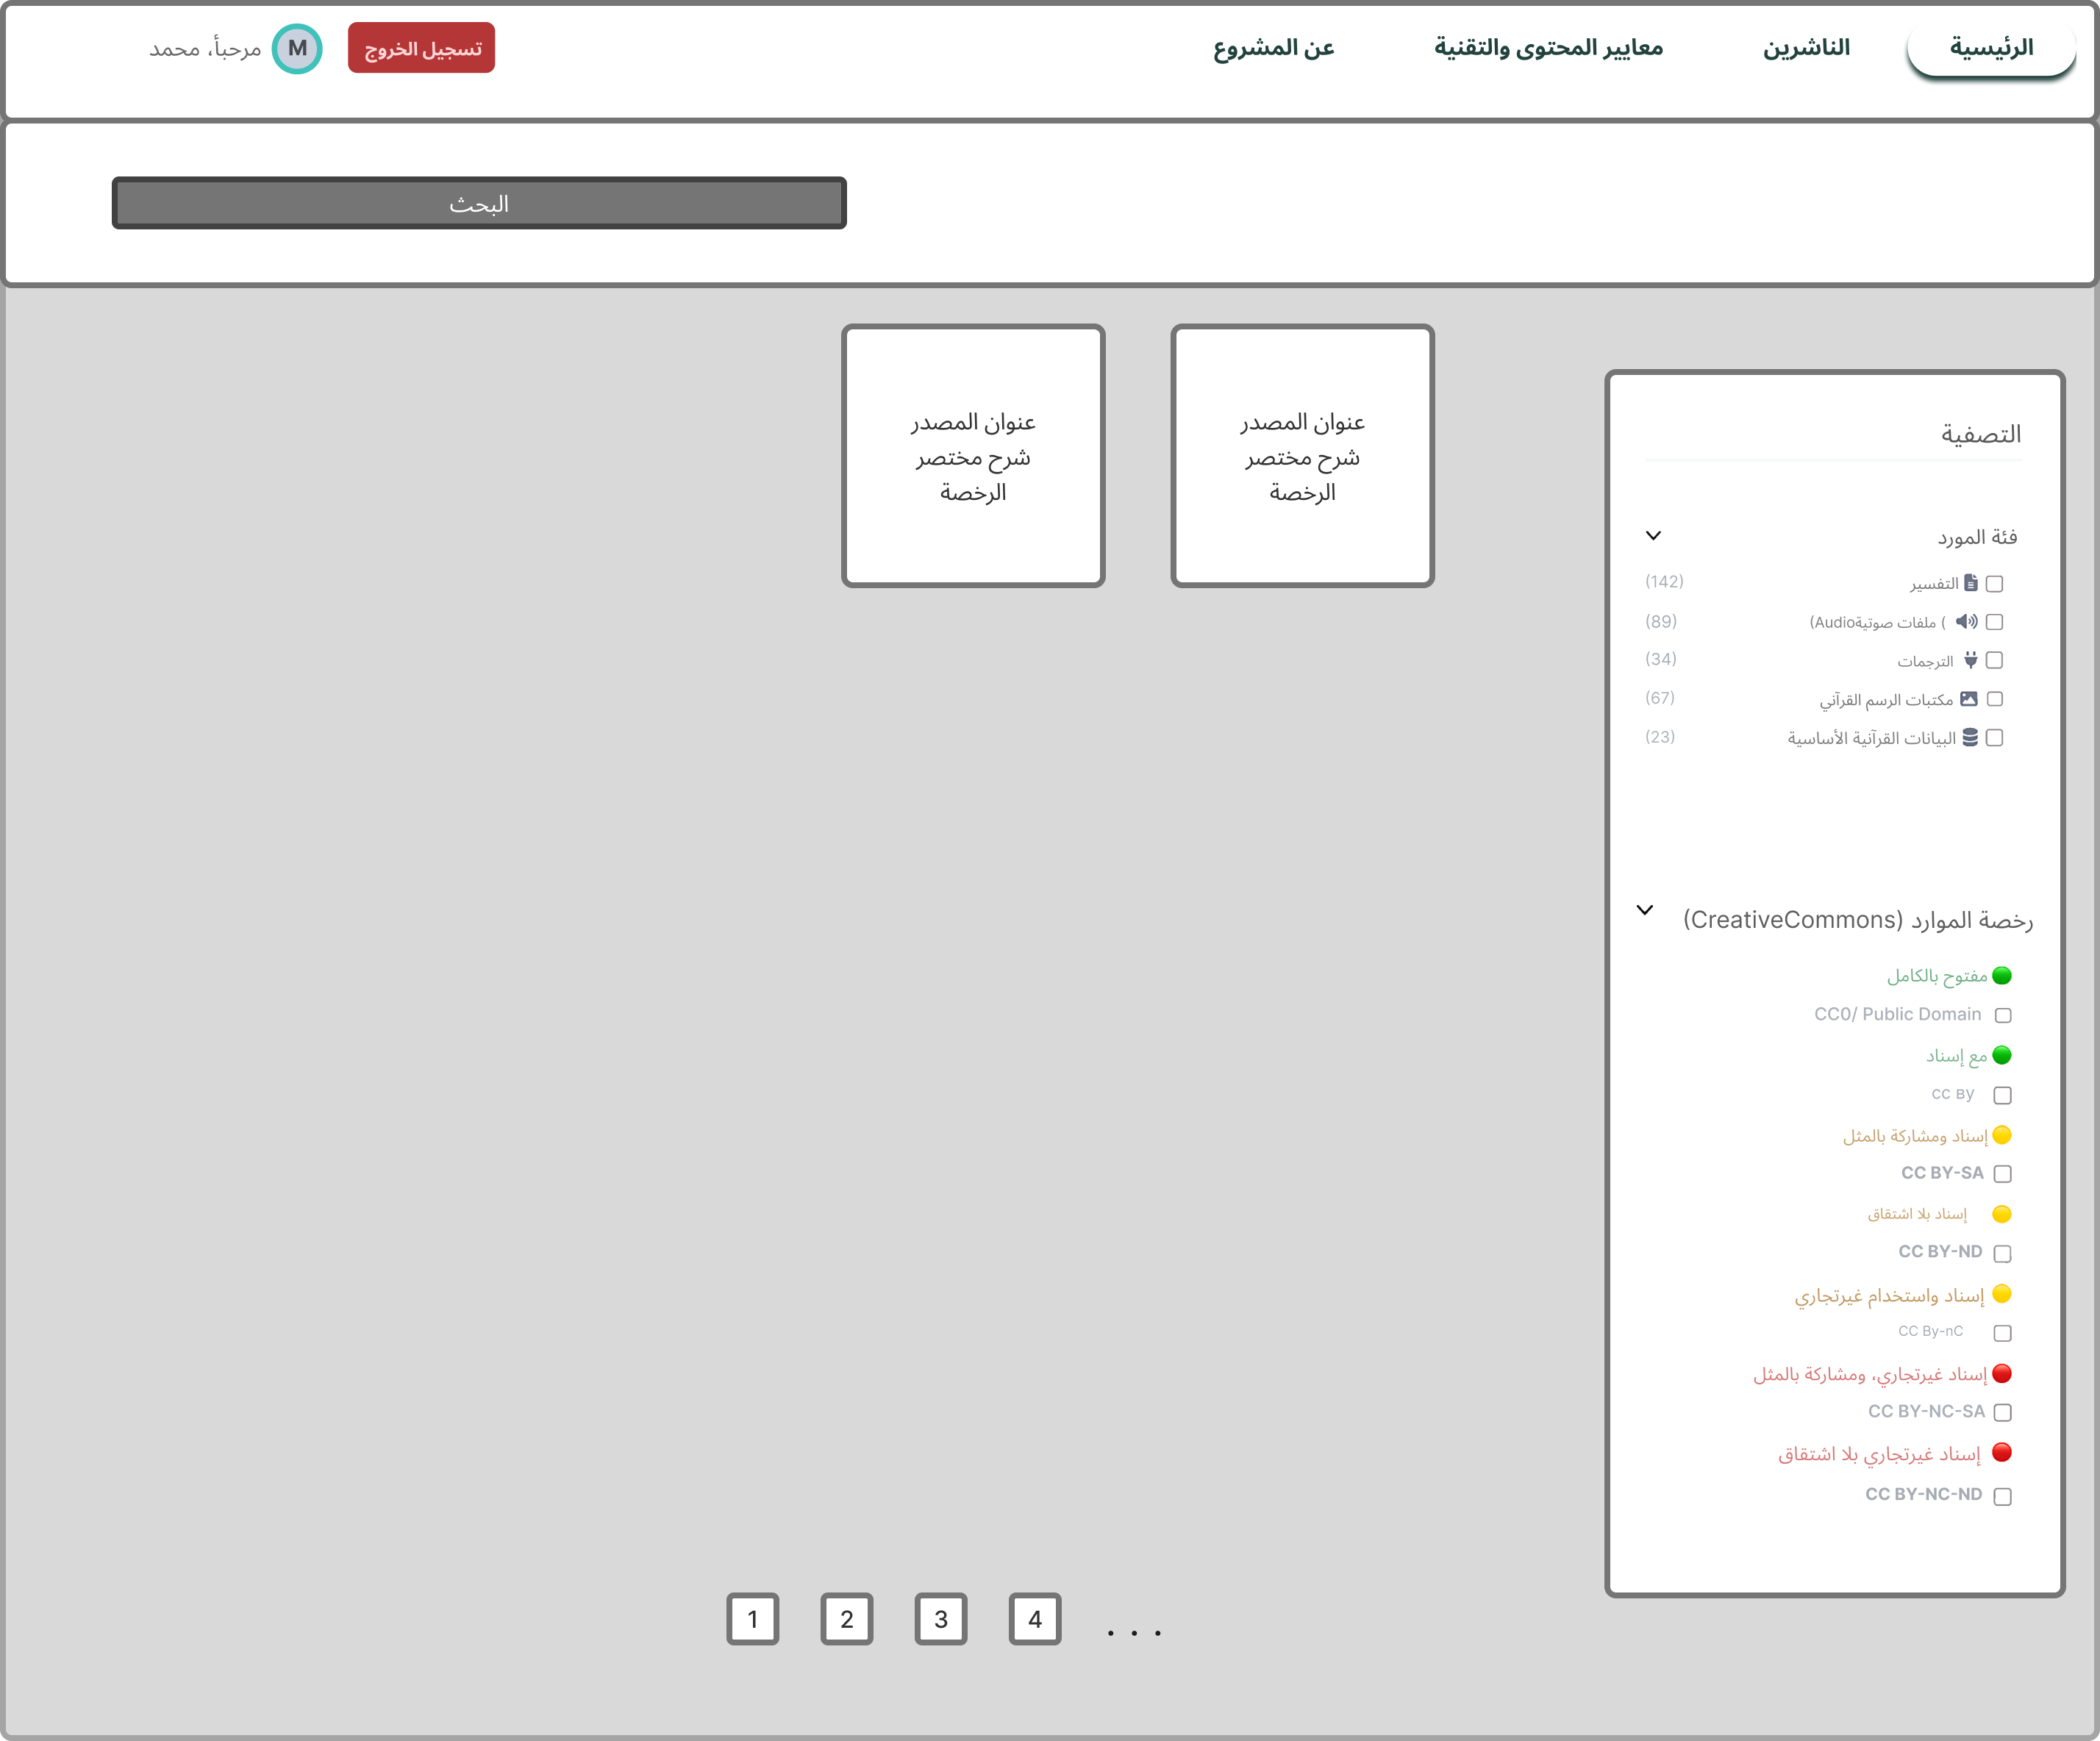 الرئيسية
الناشرين
معايير المحتوى والتقنية
عن المشروع
تسجيل الخروج
M
مرحباً، محمد
البحث
التصفية
فئة المورد
التفسير (142)
) ملفات صوتيةAudio) (89)
الترجمات (34)
مكتبات الرسم القرآني (67)
البيانات القرآنية الأساسية (23)
رخصة الموارد (CreativeCommons)
مفتوح بالكامل
CC0/ Public Domain
مع إسناد
CC BY
إسناد ومشاركة بالمثل
CC BY-SA
إسناد بلا اشتقاق
CC BY-ND
إسناد واستخدام غيرتجاري
CC By-nC
إسناد غيرتجاري، ومشاركة بالمثل
CC BY-NC-SA
إسناد غيرتجاري بلا اشتقاق
CC BY-NC-ND
عنوان المصدر
شرح مختصر
الرخصة
عنوان المصدر
شرح مختصر
الرخصة
1 2 3 4 . . .